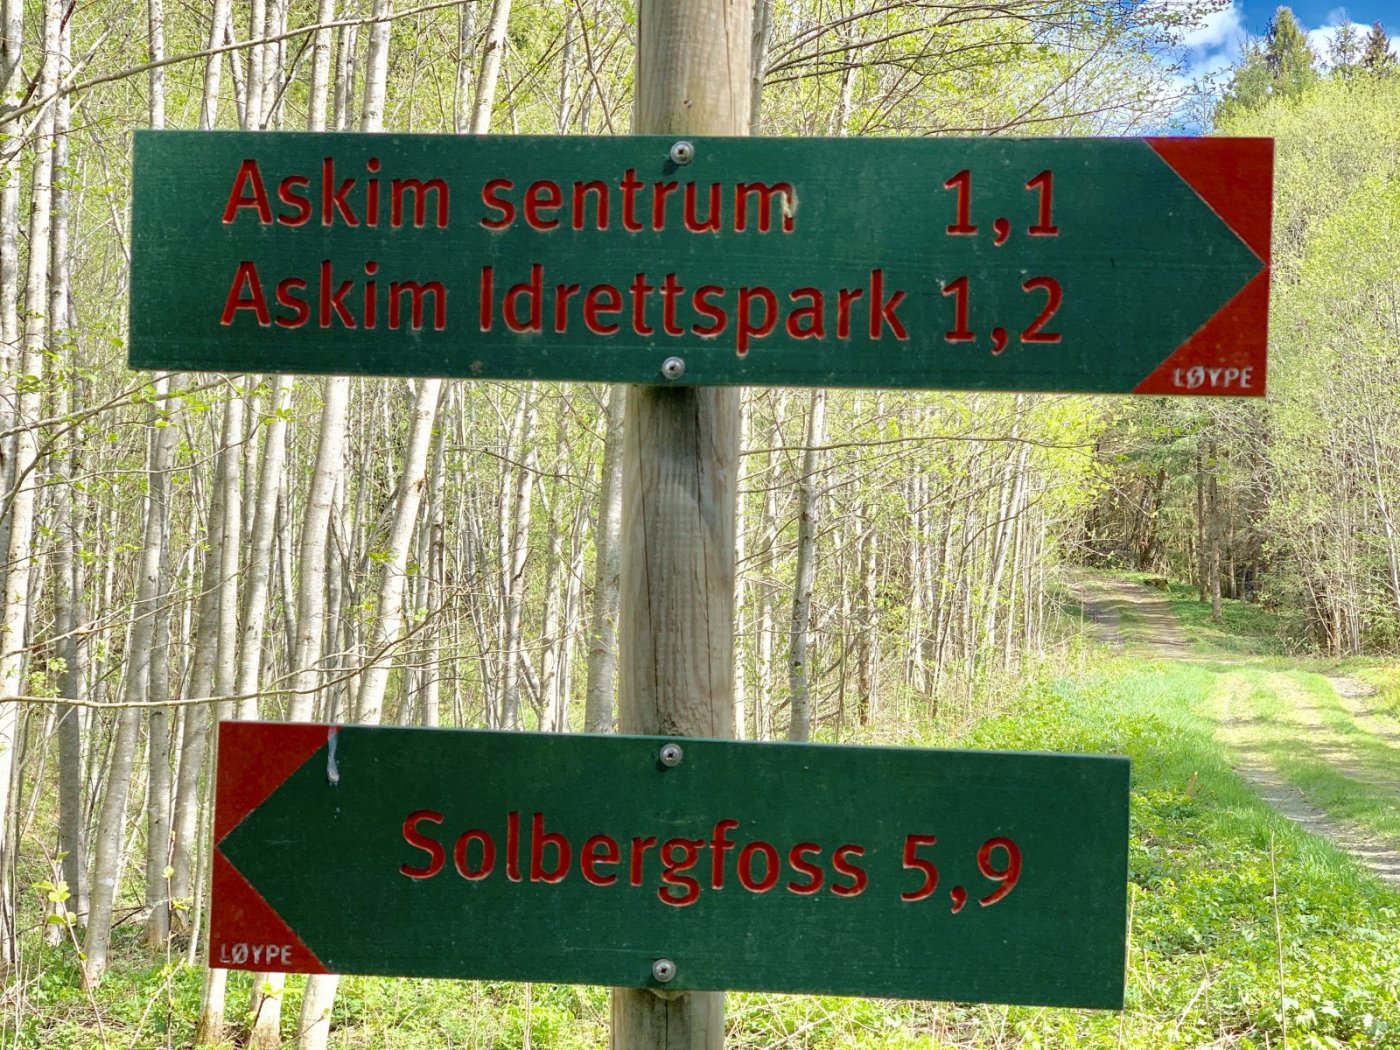 Askim sentrum 1,1
Askim Idrettspark 1,2
LØYPE
Solbergfoss 5,9
LØYPE